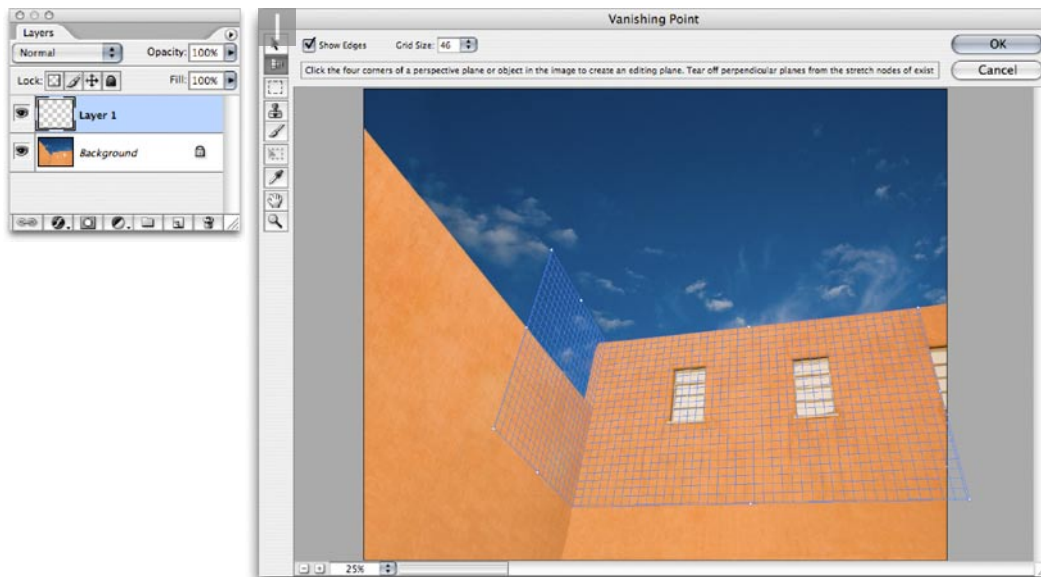 Layers
Normal
Opacity: 100%
Lock:
Fill: 100%
Layer 1
Background
Vanishing Point
Show Edges
Grid Size: 46
OK
Click the four corners of a perspective plane or object in the image to create an editing plane. Tear off perpendicular planes from the stretch nodes of exist
Cancel
25%